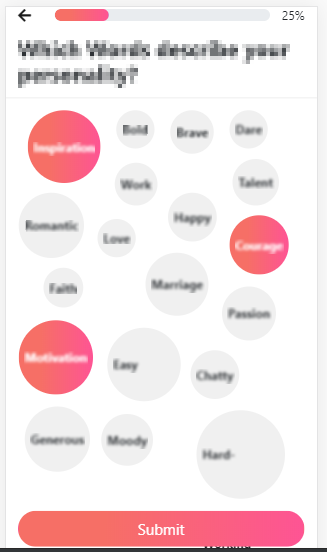 25%
Which Words describe your
personality?
Inspiration
Bold
Brave
Dare
Work
Talent
Romantic
Happy
Love
Courage
Faith
Marriage
Passion
Motivation
Easy
Chatty
Generous
Moody
Hard-
Submit
Working